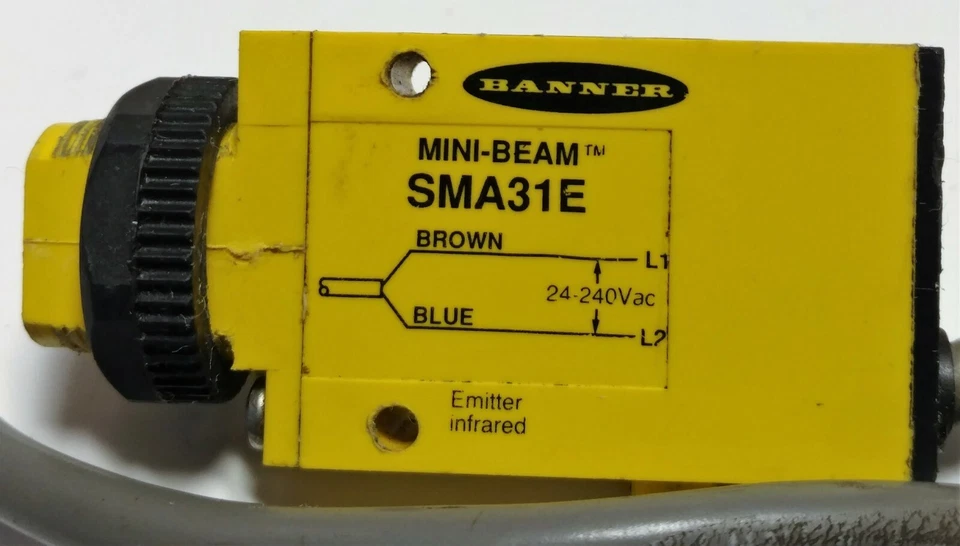 BANNER
MINI-BEAM™
SMA31E
BROWN
L1
24-240Vac
BLUE
L2
Emitter
infrared